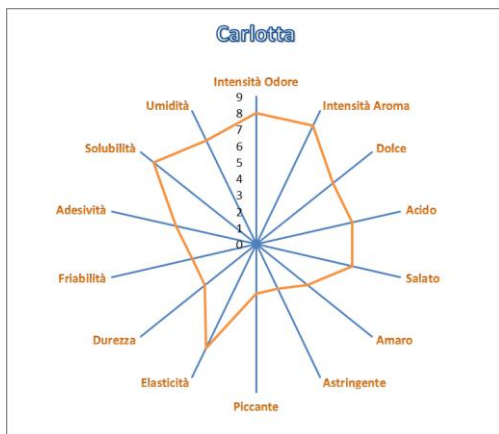 Carlotta
Intensità Odore
Intensità Aroma
Dolce
Acido
Salato
Amaro
Astringente
Piccante
Elasticità
Durezza
Friabilità
Adesività
Solubilità
Umidità
9
8
7
6
5
4
3
2
1
0